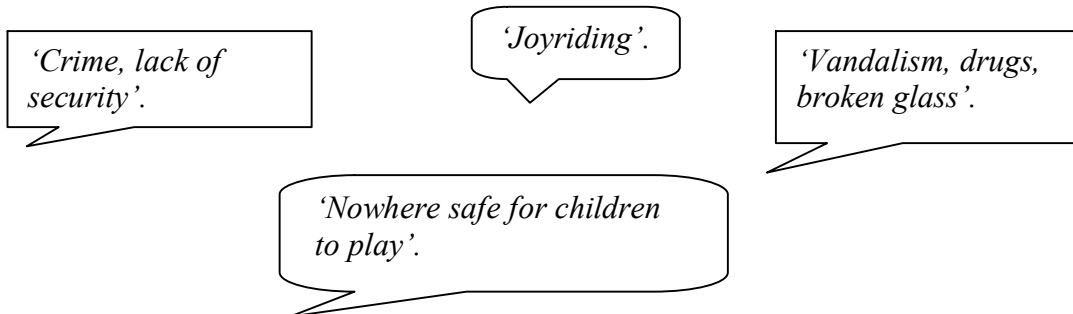 ‘Joyriding’.
‘Crime, lack of
security’.
‘Vandalism, drugs,
broken glass’.
‘Nowhere safe for children
to play’.